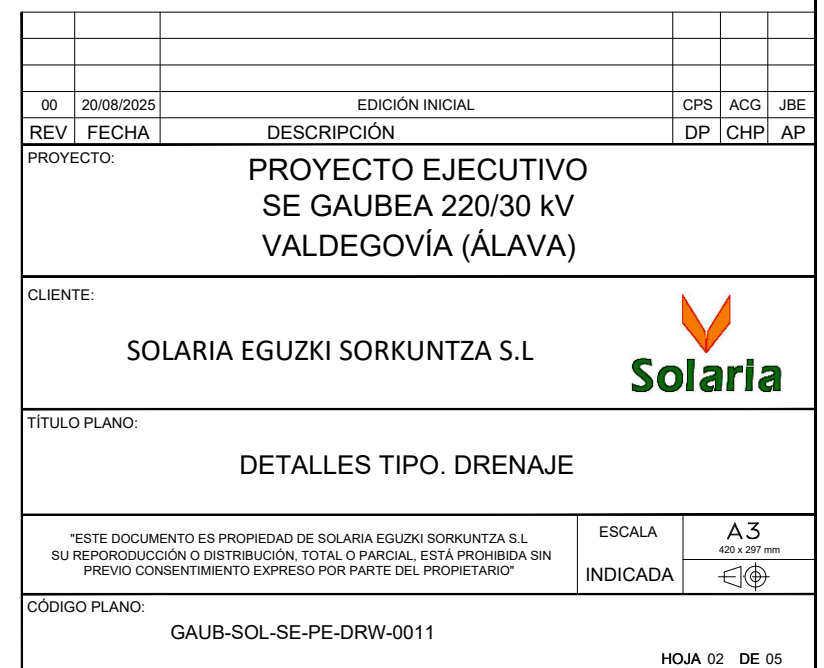 00 20/08/2025 EDICIÓN INICIAL CPS ACG JBE
REV FECHA DESCRIPCIÓN DP CHP AP
PROYECTO:
PROYECTO EJECUTIVO
SE GAUBEA 220/30 kV
VALDEGOVÍA (ÁLAVA)
CLIENTE:
SOLARIA EGUZKI SORKUNTZA S.L
Solaria
TÍTULO PLANO:
DETALLES TIPO. DRENAJE
"ESTE DOCUMENTO ES PROPIEDAD DE SOLARIA EGUZKI SORKUNTZA S.L
SU REPORODUCCIÓN O DISTRIBUCIÓN, TOTAL O PARCIAL, ESTÁ PROHIBIDA SIN
PREVIO CONSENTIMIENTO EXPRESO POR PARTE DEL PROPIETARIO"
ESCALA
INDICADA
A3
420 x 297 mm
CÓDIGO PLANO:
GAUB-SOL-SE-PE-DRW-0011
HOJA 02 DE 05